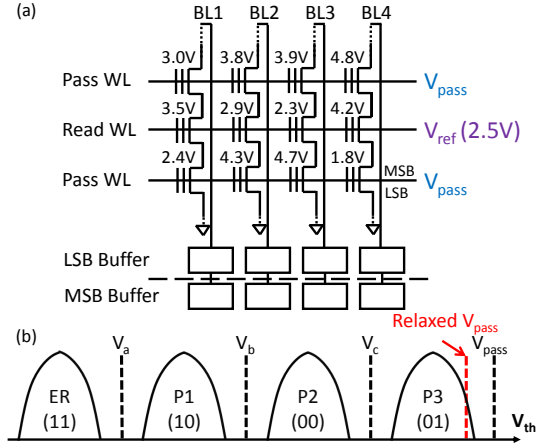 (a)
BL1 BL2 BL3 BL4
3.0V 3.8V 3.9V 4.8V
Pass WL V_pass
3.5V 2.9V 2.3V 4.2V
Read WL V_ref (2.5V)
2.4V 4.3V 4.7V 1.8V MSB
Pass WL LSB V_pass
LSB Buffer
MSB Buffer
Relaxed V_pass
(b) V_a V_b V_c V_pass
ER P1 P2 P3
(11) (10) (00) (01) V_th